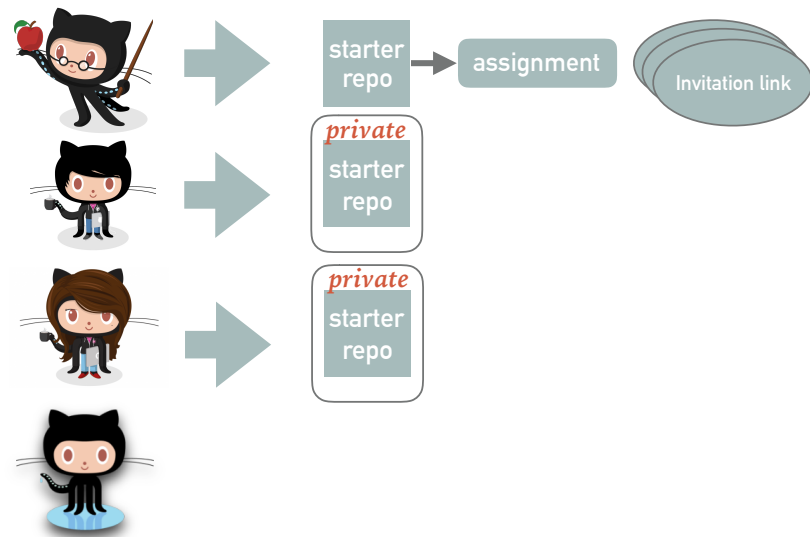 starter
repo
assignment
Invitation link
private
starter
repo
private
starter
repo